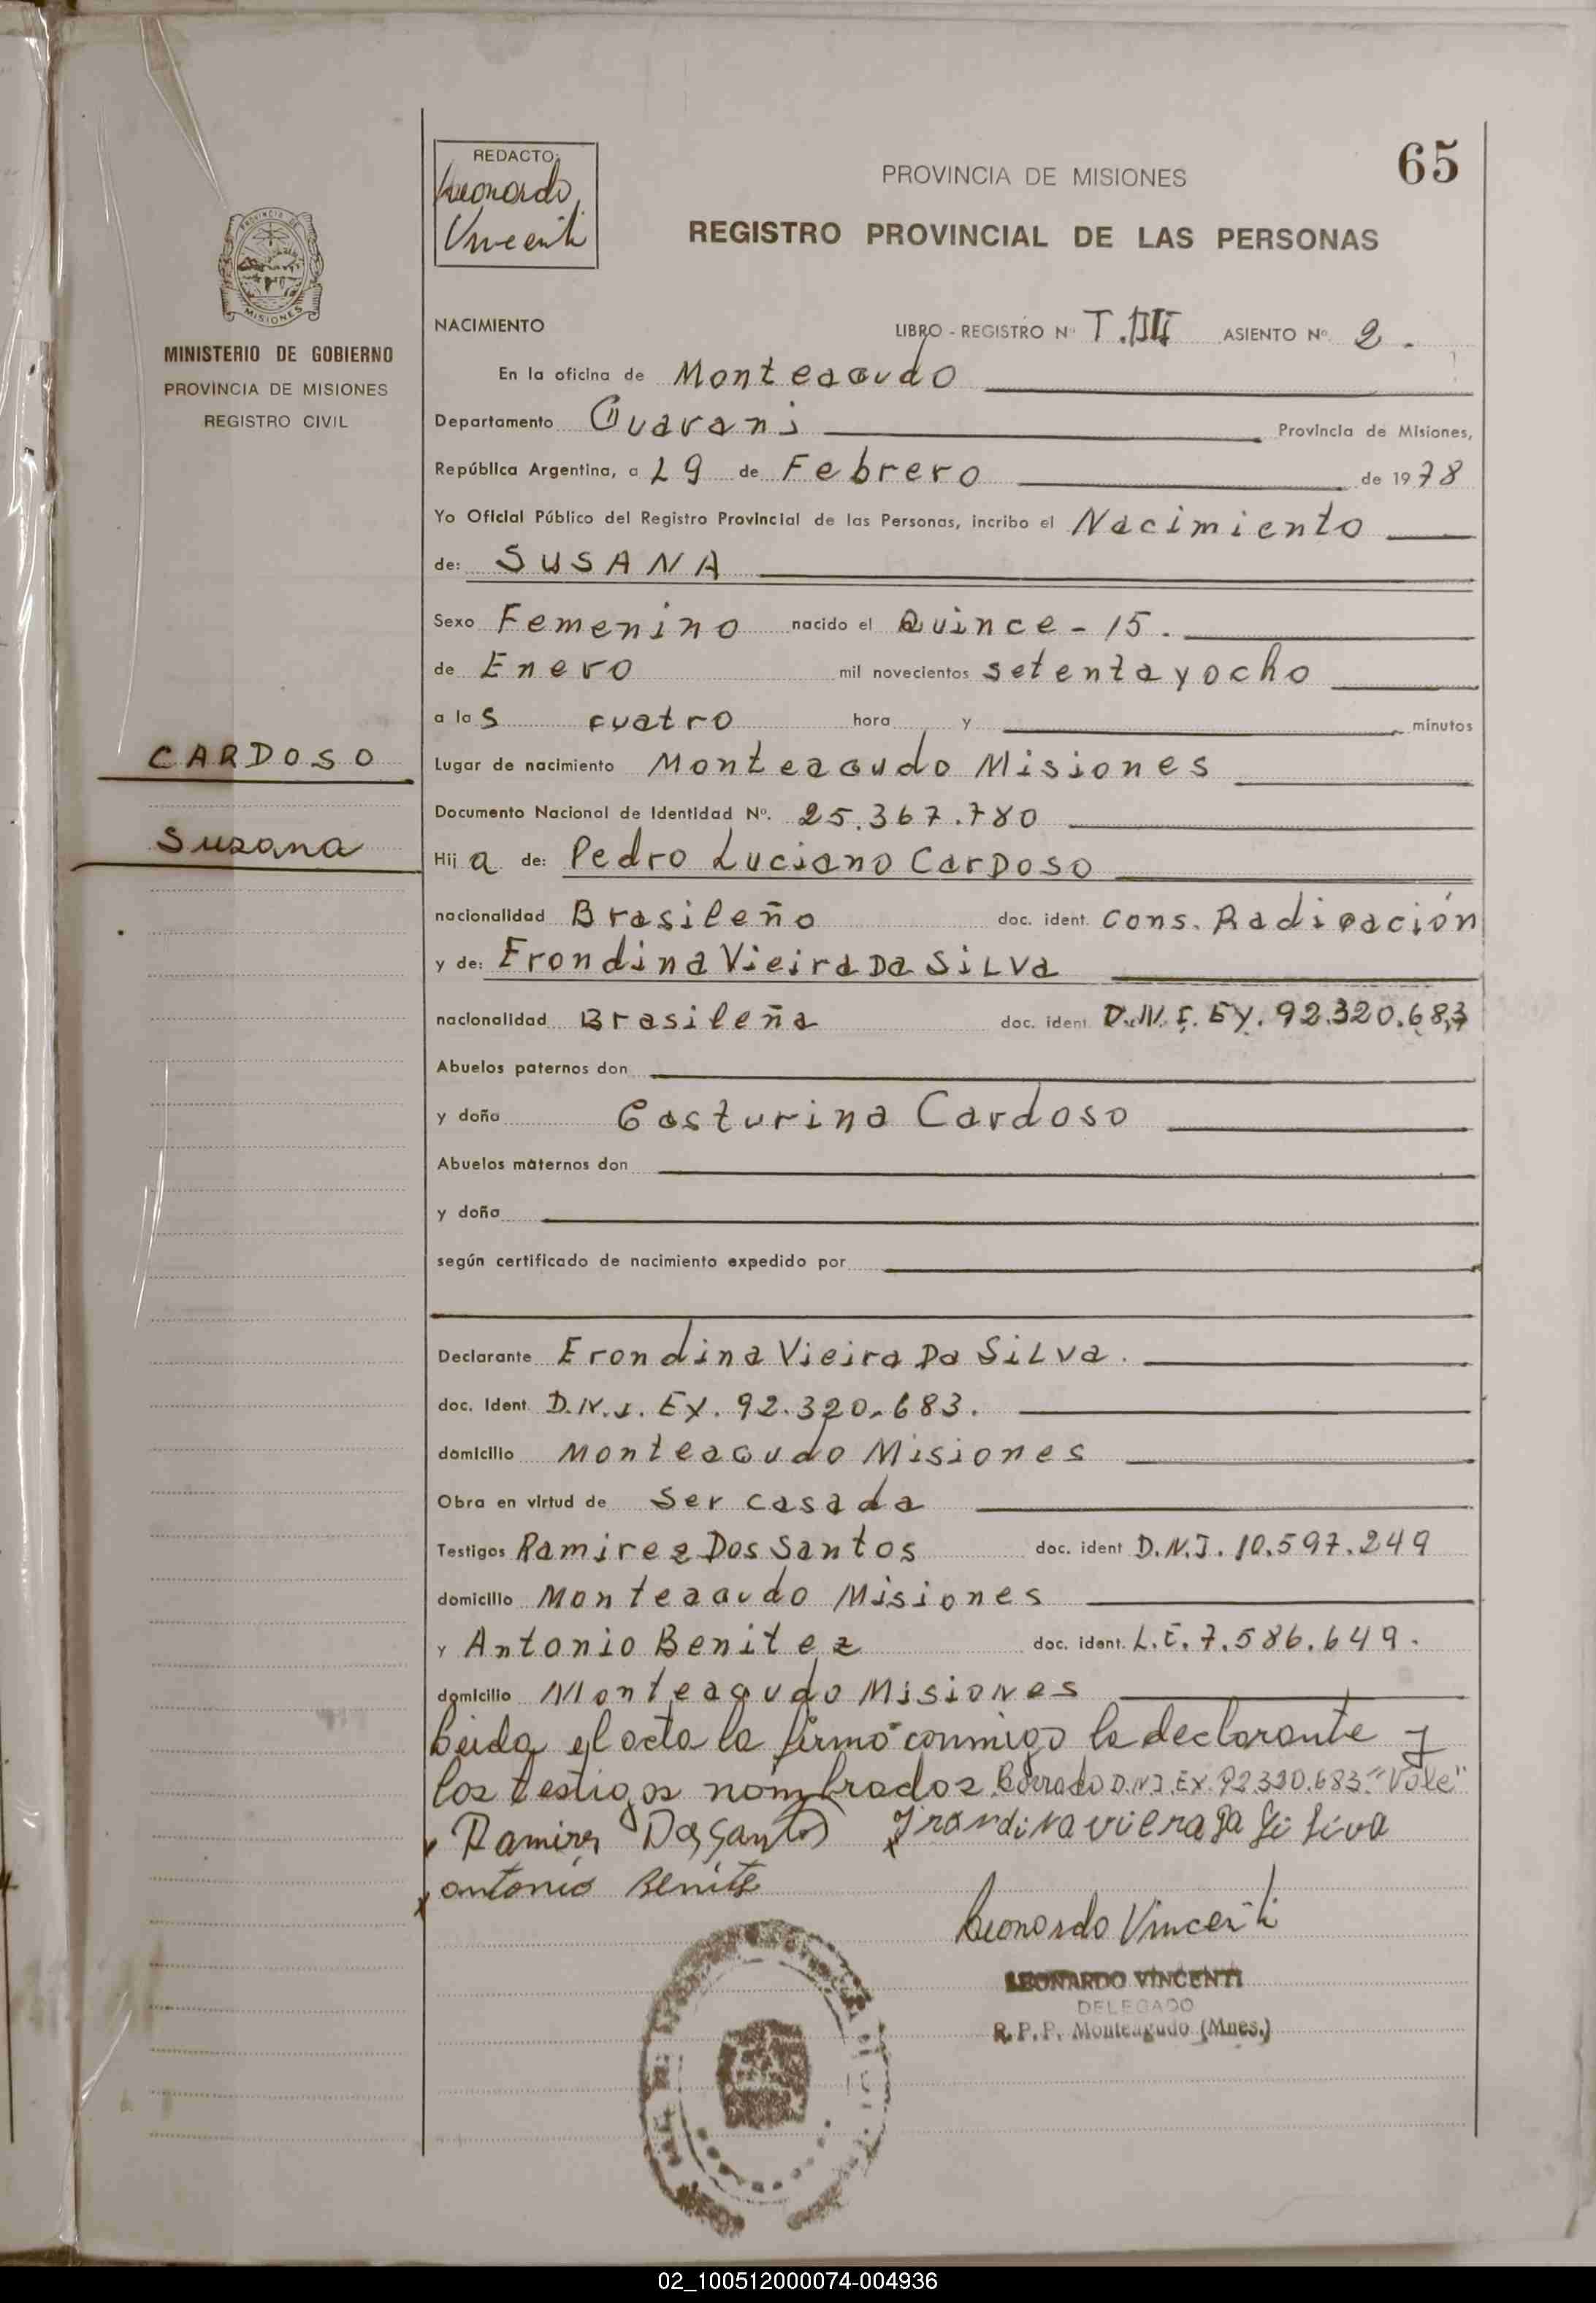 65
REDACTO:
Leonardo
Vincenti
PROVINCIA DE MISIONES
REGISTRO PROVINCIAL DE LAS PERSONAS
MISIONES
MINISTERIO DE GOBIERNO
PROVINCIA DE MISIONES
REGISTRO CIVIL
CARDOSO
Susana
NACIMIENTO LIBRO - REGISTRO Nº T.III ASIENTO Nº 2.
En la oficina de Monteagudo
Departamento Guarani Provincia de Misiones,
República Argentina, a 19 de Febrero de 1978
Yo Oficial Público del Registro Provincial de las Personas, incribo el Nacimiento
de: SUSANA
Sexo Femenino nacido el Quince - 15.
de Enero mil novecientos setenta y ocho
a las cuatro hora y minutos
Lugar de nacimiento Monteagudo Misiones
Documento Nacional de Identidad Nº. 25.367.780
Hija de: Pedro Luciano Cardoso
nacionalidad Brasileño doc. ident. Cons. Radicación
y de: Erondina Vieira Da Silva
nacionalidad Brasileña doc. ident D.N.I. EX. 92.320.683
Abuelos paternos don
y doña Casturina Cardoso
Abuelos maternos don
y doña
según certificado de nacimiento expedido por
Declarante Erondina Vieira Da Silva.
doc. Ident. D.N.I. EX. 92.320.683.
domicilio Monteagudo Misiones
Obra en virtud de Ser casada
Testigos Ramirez Dos Santos doc. ident D.N.I. 10.597.249
domicilio Monteagudo Misiones
y Antonio Benitez doc. ident. L.E. 7.586.649.
domicilio Monteagudo Misiones
Leida el acta la firmó conmigo la declarante y
los testigos nombrados. Borrado D.N.I. EX. 92.320.683."Vale"
Ramires Dos Santos
antonio Benites
Leonardo Vincenti
LEONARDO VINCENTI
DELEGADO
R.P.P. Monteagudo (Mnes.)
02_100512000074-004936